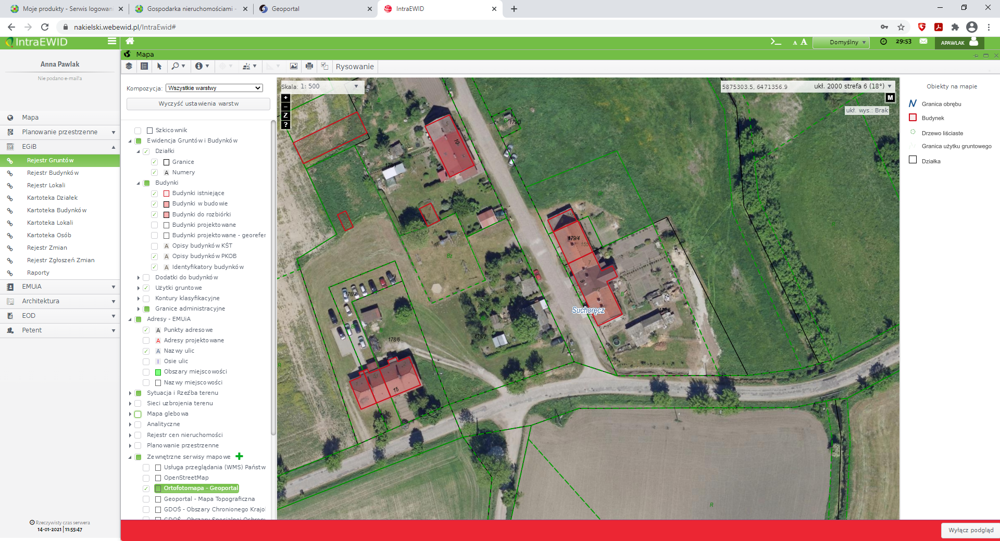 Moje produkty - Serwis logowani
Gospodarka nieruchomościami -
Geoportal
IntraEWID
nakielski.webewid.pl/IntraEwid#
IntraEWID
Domyślny
29:53
APAWLAK
A A
Mapa
Anna Pawlak
Nie podano e-mail'a
Rysowanie
Mapa
Planowanie przestrzenne
EGiB
Rejestr Gruntów
Rejestr Budynków
Rejestr Lokali
Kartoteka Działek
Kartoteka Budynków
Kartoteka Lokali
Kartoteka Osób
Rejestr Zmian
Rejestr Zgłoszeń Zmian
Raporty
EMUiA
Architektura
EOD
Petent
Rzeczywisty czas serwera
14-01-2021 | 11:55:47
Kompozycja: Wszystkie warstwy
Wyczyść ustawienia warstw
Szkicownik
Ewidencja Gruntów i Budynków
Działki
Granice
A Numery
Budynki
Budynki istniejące
Budynki w budowie
Budynki do rozbiórki
Budynki projektowane
Budynki projektowane - georefer
A Opisy budynków KŚT
A Opisy budynków PKOB
A Identyfikatory budynków
Dodatki do budynków
Użytki gruntowe
Kontury klasyfikacyjne
Granice administracyjne
Adresy - EMUiA
A Punkty adresowe
A Adresy projektowane
A Nazwy ulic
Osie ulic
Obszary miejscowości
Nazwy miejscowości
Sytuacja i Rzeźba terenu
Sieci uzbrojenia terenu
Mapa glebowa
Analityczne
Rejestr cen nieruchomości
Planowanie przestrzenne
Zewnętrzne serwisy mapowe
Usługa przeglądania (WMS) Państw
OpenStreetMap
Ortofotomapa - Geoportal
Geoportal - Mapa Topograficzna
GDOŚ - Obszary Chronionego Krajo
GDOŚ - Obszary Specjalnej Ochrony
Skala: 1: 500
+
−
Z
?
5875303.5, 6471356.9
ukł. 2000 strefa 6 (18°)
M
ukł. wys.: Brak
179/3
10
5
g
179/4
7
9
Bz
178/7
178/6
178/2
179/5
Suchoręcz
B
15
R
R
Obiekty na mapie
Granica obrębu
Budynek
Drzewo liściaste
Granica użytku gruntowego
Działka
Wyłącz podgląd